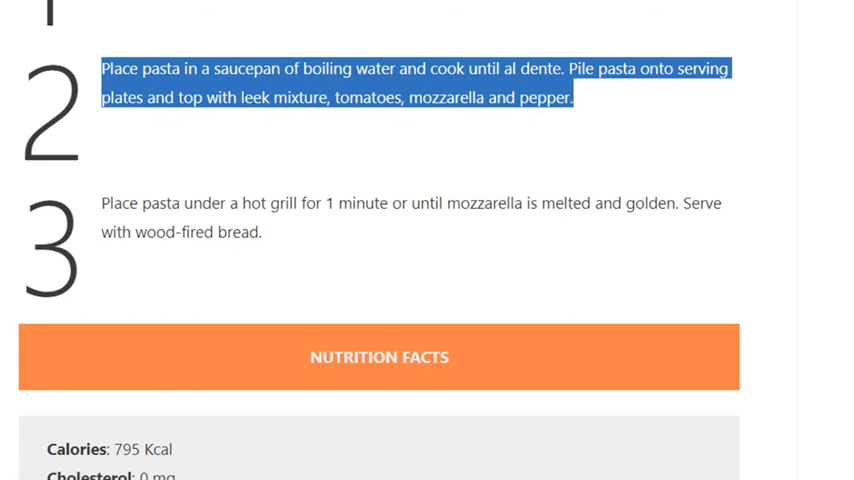 2
Place pasta in a saucepan of boiling water and cook until al dente. Pile pasta onto serving
plates and top with leek mixture, tomatoes, mozzarella and pepper.
3
Place pasta under a hot grill for 1 minute or until mozzarella is melted and golden. Serve
with wood-fired bread.
NUTRITION FACTS
Calories: 795 Kcal
Cholesterol: 0 mg